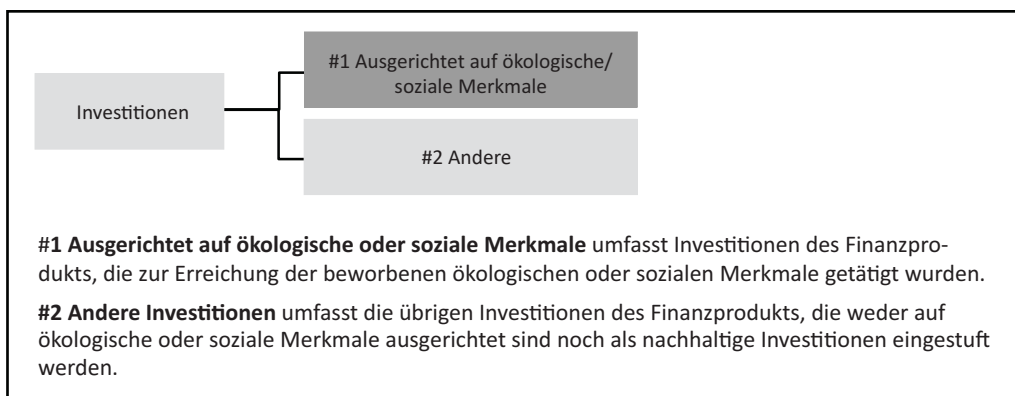 #1 Ausgerichtet auf ökologische/
soziale Merkmale
Investitionen
#2 Andere
#1 Ausgerichtet auf ökologische oder soziale Merkmale umfasst Investitionen des Finanzpro-
dukts, die zur Erreichung der beworbenen ökologischen oder sozialen Merkmale getätigt wurden.
#2 Andere Investitionen umfasst die übrigen Investitionen des Finanzprodukts, die weder auf
ökologische oder soziale Merkmale ausgerichtet sind noch als nachhaltige Investitionen eingestuft
werden.